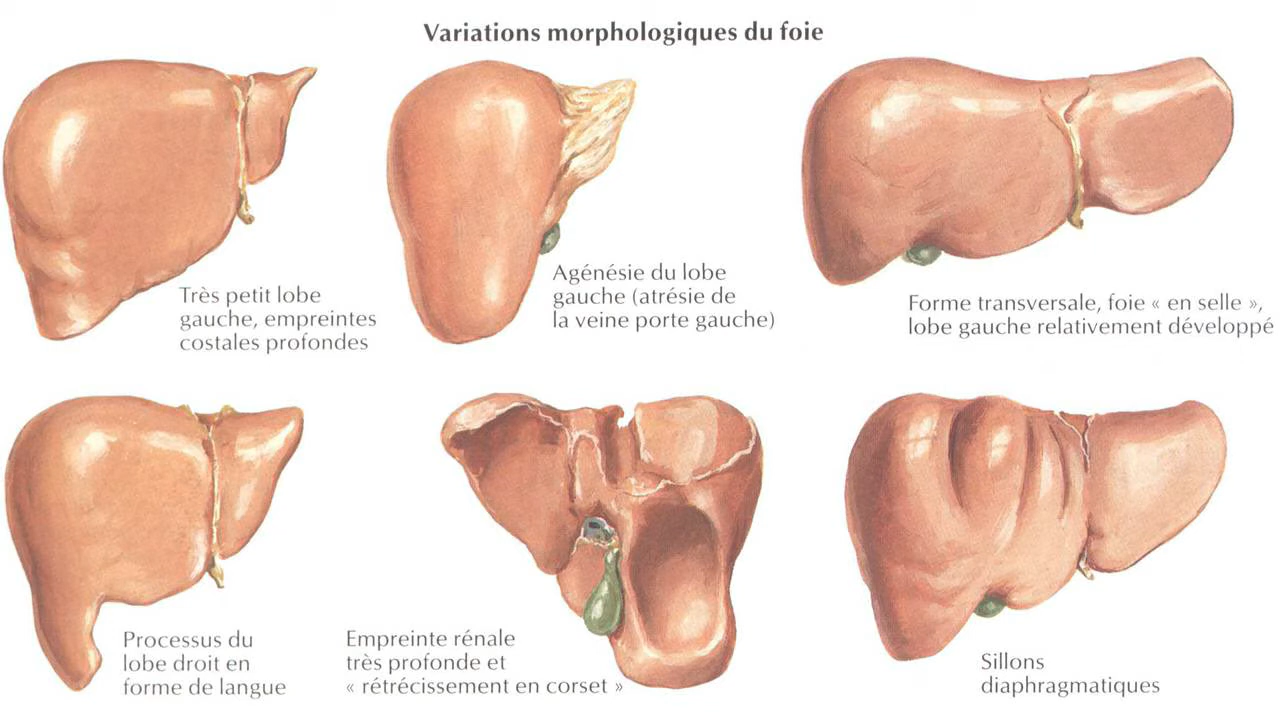 Variations morphologiques du foie
Très petit lobe
gauche, empreintes
costales profondes
Agénésie du lobe
gauche (atrésie de
la veine porte gauche)
Forme transversale, foie « en selle »,
lobe gauche relativement développé
Processus du
lobe droit en
forme de langue
Empreinte rénale
très profonde et
« rétrécissement en corset »
Sillons
diaphragmatiques